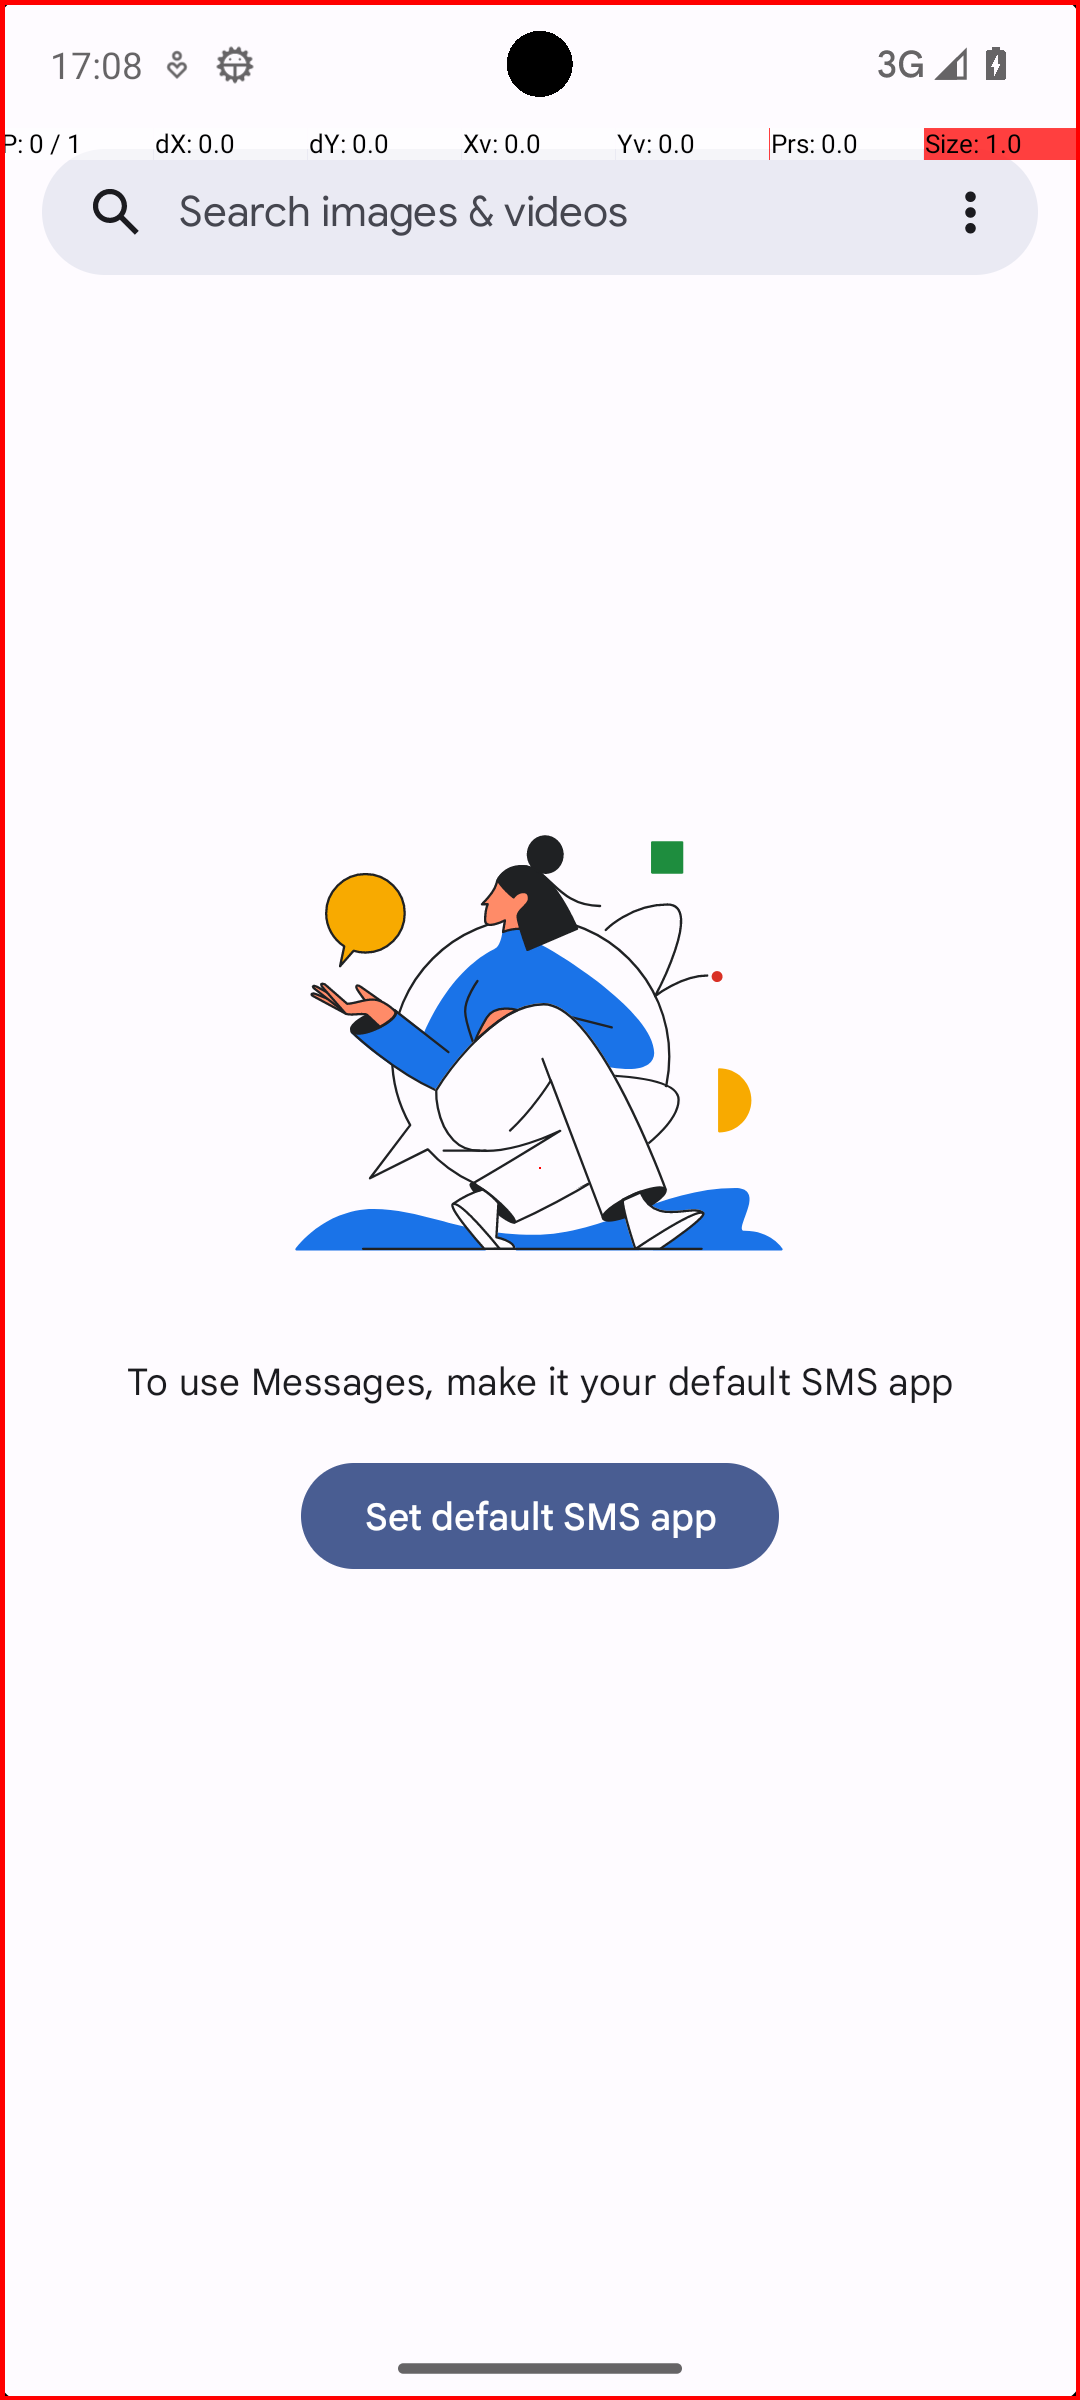 17:08
3G
P: 0 / 1 dX: 0.0 dY: 0.0 Xv: 0.0 Yv: 0.0 Prs: 0.0 Size: 1.0
Search images & videos
To use Messages, make it your default SMS app
Set default SMS app